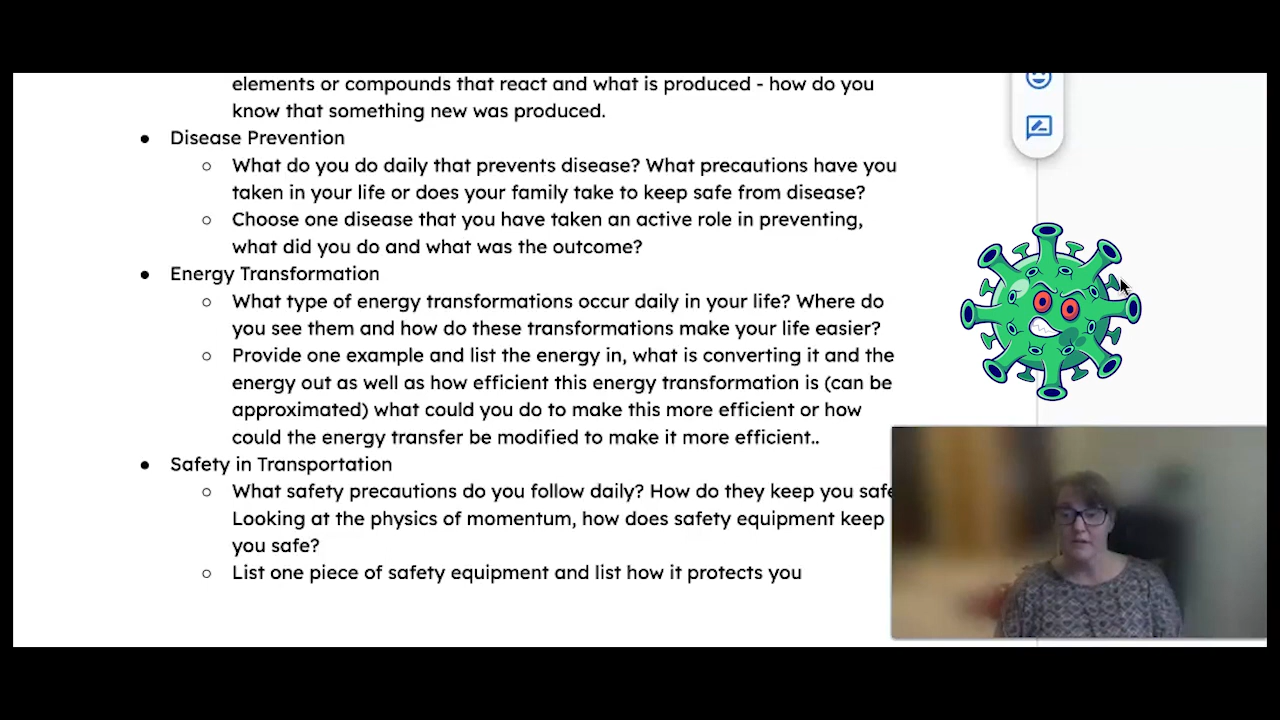 elements or compounds that react and what is produced - how do you
know that something new was produced.
● Disease Prevention
○ What do you do daily that prevents disease? What precautions have you
taken in your life or does your family take to keep safe from disease?
○ Choose one disease that you have taken an active role in preventing,
what did you do and what was the outcome?
● Energy Transformation
○ What type of energy transformations occur daily in your life? Where do
you see them and how do these transformations make your life easier?
○ Provide one example and list the energy in, what is converting it and the
energy out as well as how efficient this energy transformation is (can be
approximated) what could you do to make this more efficient or how
could the energy transfer be modified to make it more efficient..
● Safety in Transportation
○ What safety precautions do you follow daily? How do they keep you safe
Looking at the physics of momentum, how does safety equipment keep
you safe?
○ List one piece of safety equipment and list how it protects you